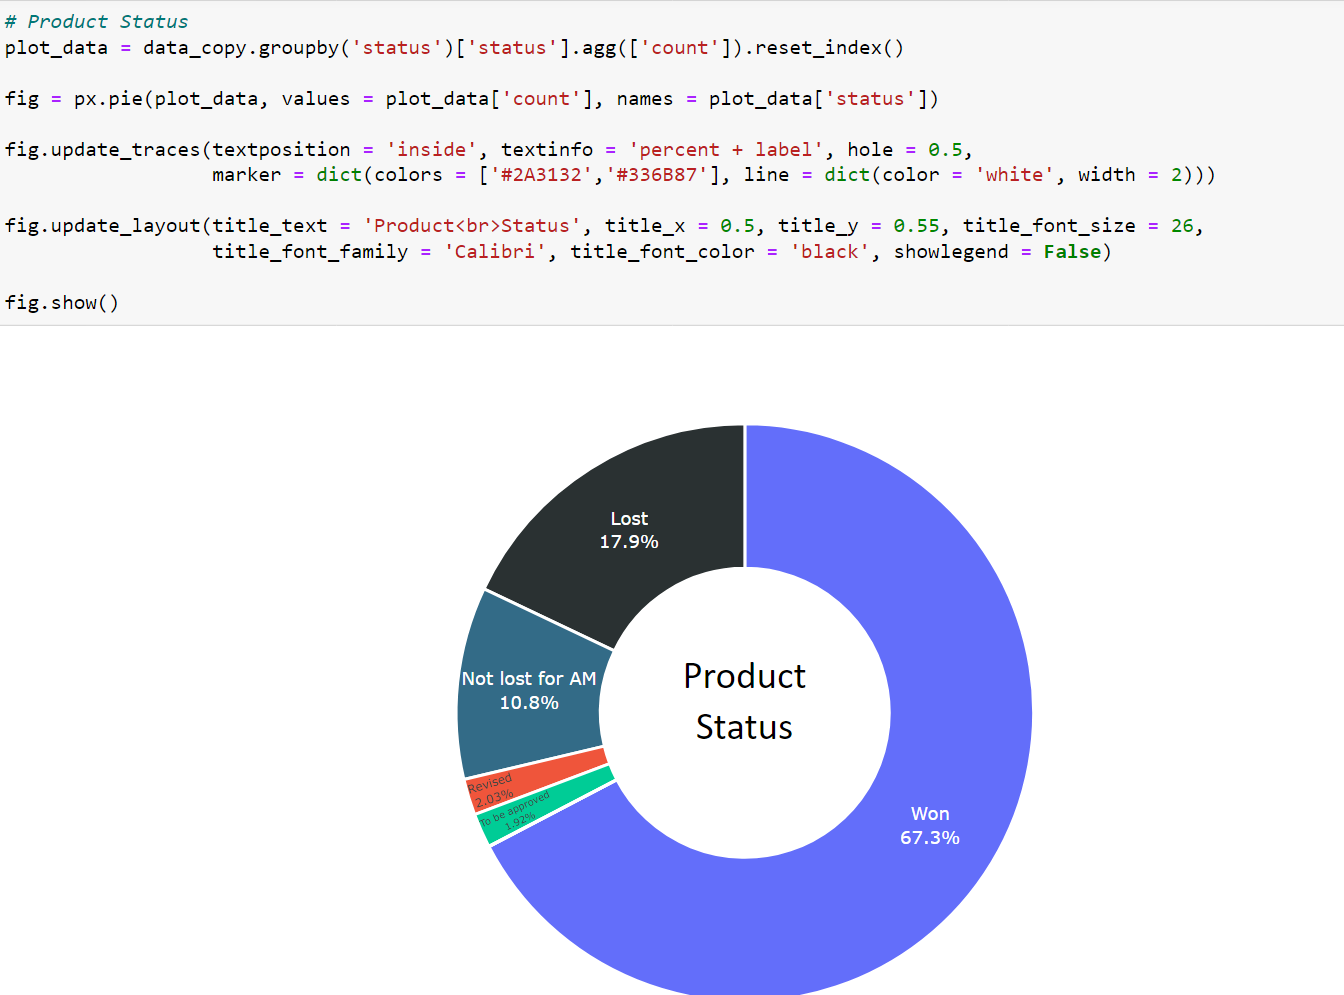 # Product Status
plot_data = data_copy.groupby('status')['status'].agg(['count']).reset_index()
fig = px.pie(plot_data, values = plot_data['count'], names = plot_data['status'])
fig.update_traces(textposition = 'inside', textinfo = 'percent + label', hole = 0.5,
marker = dict(colors = ['#2A3132','#336B87'], line = dict(color = 'white', width = 2)))
fig.update_layout(title_text = 'Product<br>Status', title_x = 0.5, title_y = 0.55, title_font_size = 26,
title_font_family = 'Calibri', title_font_color = 'black', showlegend = False)
fig.show()
Lost
17.9%
Not lost for AM
10.8%
Product
Status
Revised
2.03%
To be approved
1.92%
Won
67.3%